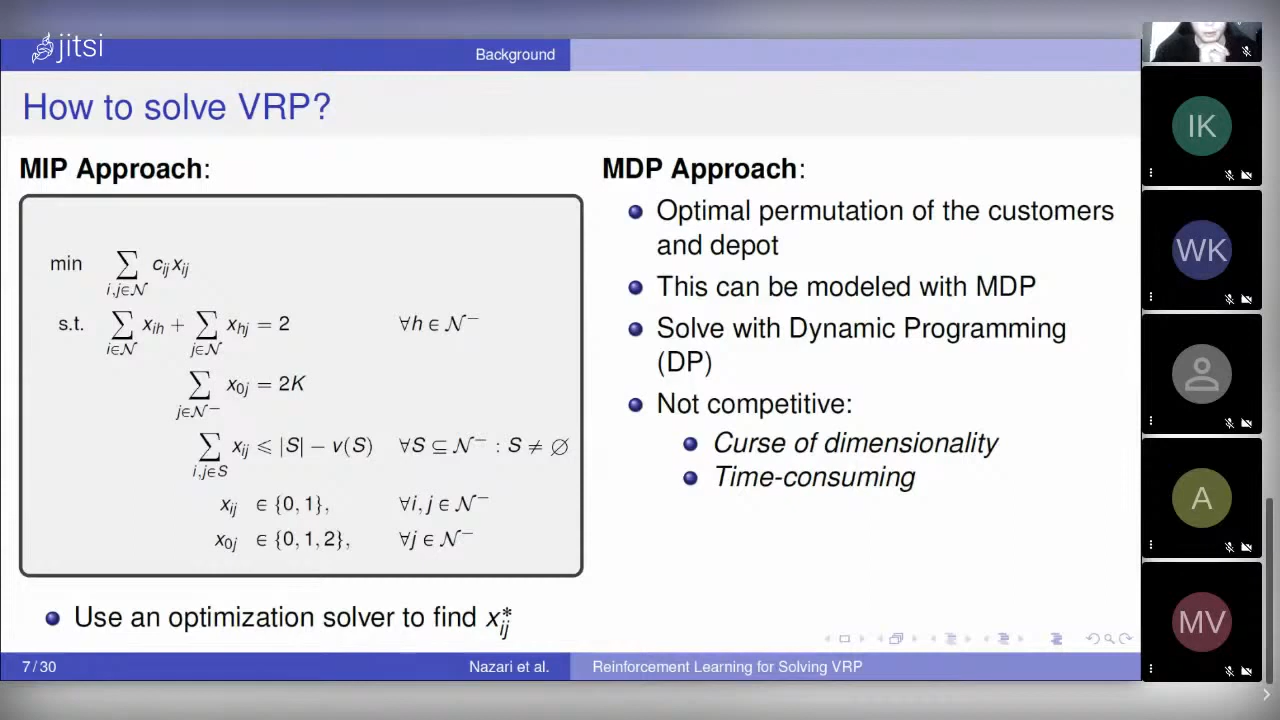 jitsi
Background
How to solve VRP?
MIP Approach:
min ∑ c_ij x_ij
i,j∈𝒩
s.t. ∑ x_ih + ∑ x_hj = 2 ∀h ∈ 𝒩⁻
i∈𝒩 j∈𝒩
∑ x_0j = 2K
j∈𝒩⁻
∑ x_ij ⩽ |S| − v(S) ∀S ⊆ 𝒩⁻ : S ≠ ∅
i,j∈S
x_ij ∈ {0, 1}, ∀i, j ∈ 𝒩⁻
x_0j ∈ {0, 1, 2}, ∀j ∈ 𝒩⁻
Use an optimization solver to find x*_ij
MDP Approach:
Optimal permutation of the customers
and depot
This can be modeled with MDP
Solve with Dynamic Programming
(DP)
Not competitive:
Curse of dimensionality
Time-consuming
7 / 30
Nazari et al.
Reinforcement Learning for Solving VRP
IK
WK
A
MV